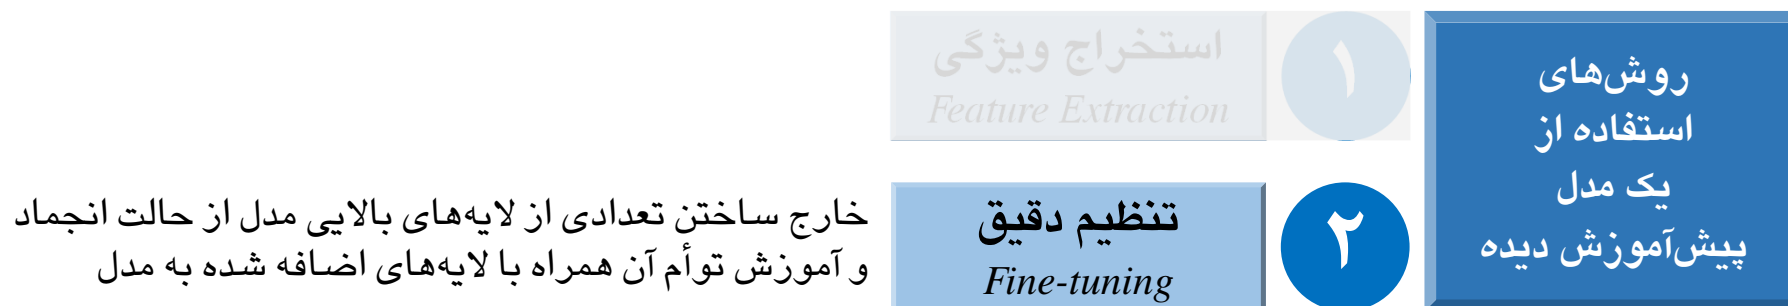 روش‌های
استفاده از
یک مدل
پیش‌آموزش دیده
۱
استخراج ویژگی
Feature Extraction
۲
تنظیم دقیق
Fine-tuning
خارج ساختن تعدادی از لایه‌های بالایی مدل از حالت انجماد
و آموزش توأم آن همراه با لایه‌های اضافه شده به مدل